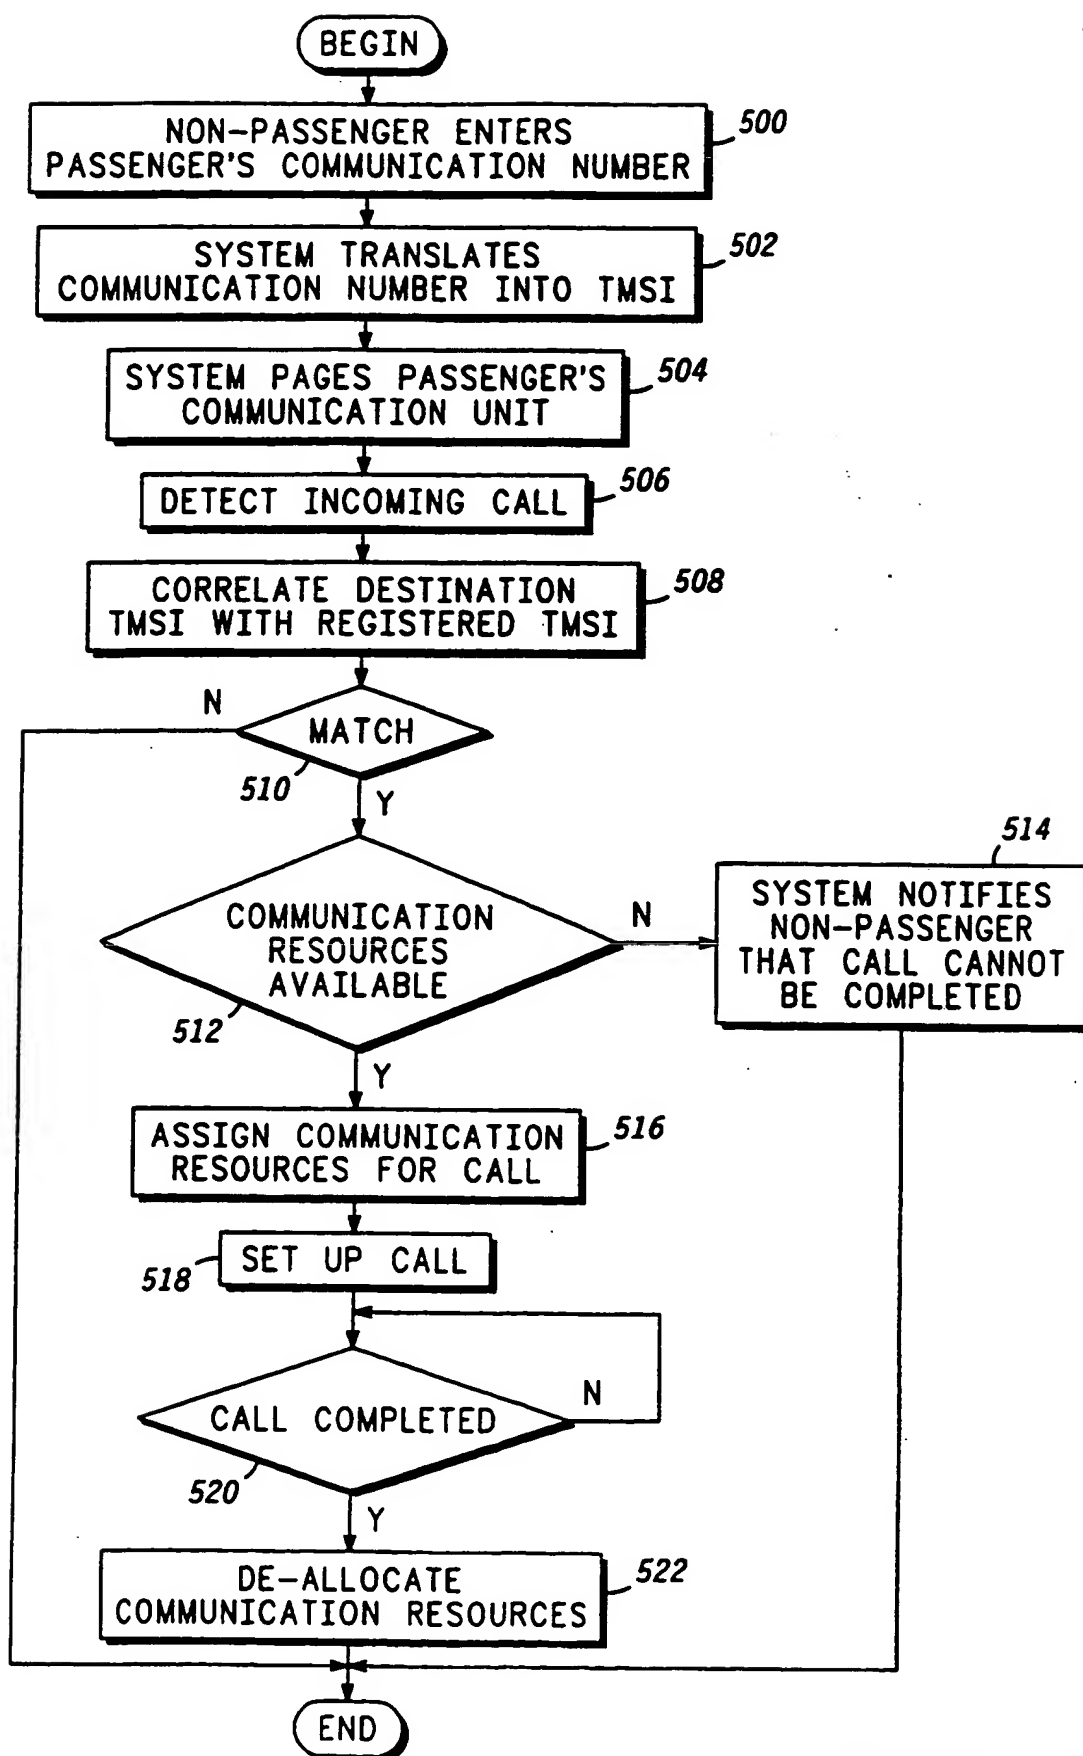 BEGIN
NON-PASSENGER ENTERS
PASSENGER'S COMMUNICATION NUMBER
500
SYSTEM TRANSLATES
COMMUNICATION NUMBER INTO TMSI
502
SYSTEM PAGES PASSENGER'S
COMMUNICATION UNIT
504
DETECT INCOMING CALL
506
CORRELATE DESTINATION
TMSI WITH REGISTERED TMSI
508
N
MATCH
510
Y
COMMUNICATION
RESOURCES
AVAILABLE
512
N
514
SYSTEM NOTIFIES
NON-PASSENGER
THAT CALL CANNOT
BE COMPLETED
Y
ASSIGN COMMUNICATION
RESOURCES FOR CALL
516
SET UP CALL
518
CALL COMPLETED
N
520
Y
DE-ALLOCATE
COMMUNICATION RESOURCES
522
END